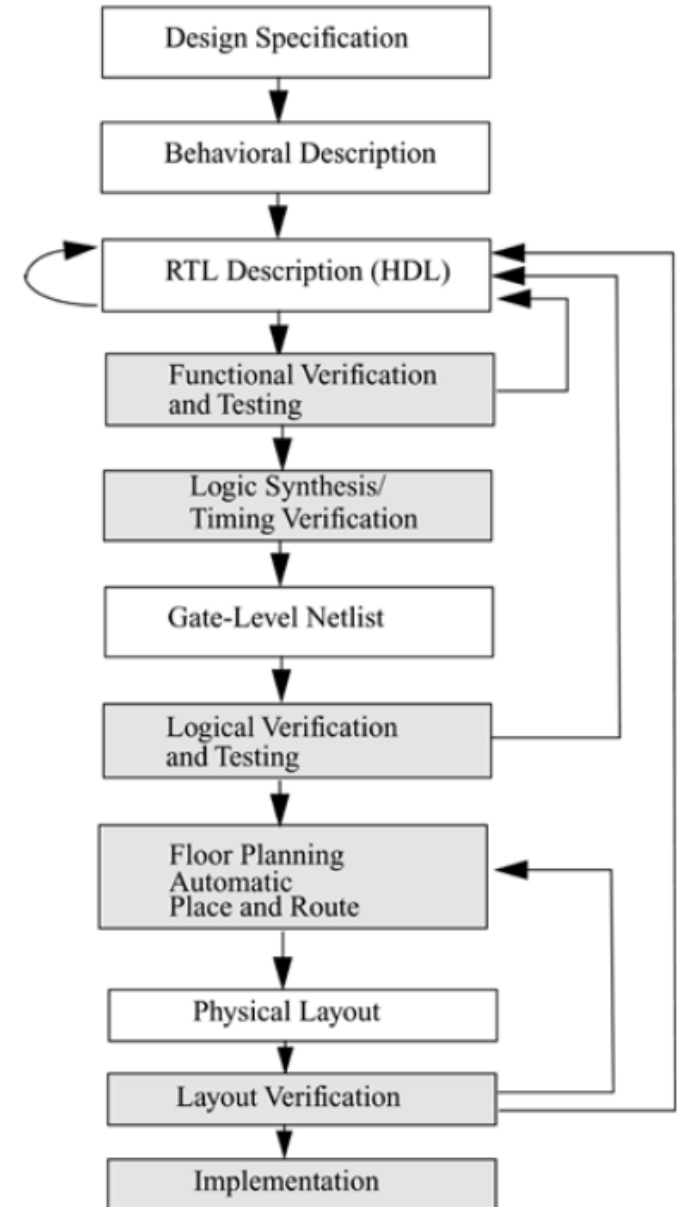 Design Specification
Behavioral Description
RTL Description (HDL)
Functional Verification
and Testing
Logic Synthesis/
Timing Verification
Gate-Level Netlist
Logical Verification
and Testing
Floor Planning
Automatic
Place and Route
Physical Layout
Layout Verification
Implementation